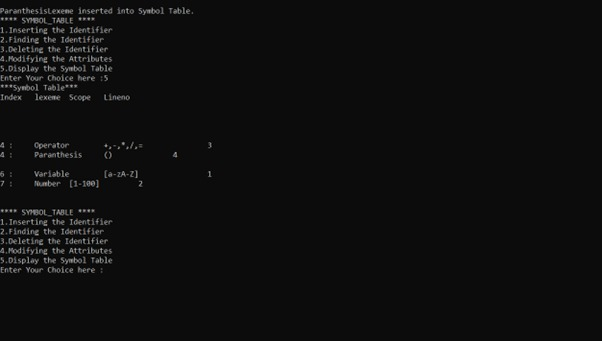 ParanthesisLexeme inserted into Symbol Table.
**** SYMBOL_TABLE ****
1.Inserting the Identifier
2.Finding the Identifier
3.Deleting the Identifier
4.Modifying the Attributes
5.Display the Symbol Table
Enter Your Choice here :5
***Symbol Table***
Index lexeme Scope Lineno
4 : Operator +,-,*,/,= 3
4 : Paranthesis () 4
6 : Variable [a-zA-Z] 1
7 : Number [1-100] 2
**** SYMBOL_TABLE ****
1.Inserting the Identifier
2.Finding the Identifier
3.Deleting the Identifier
4.Modifying the Attributes
5.Display the Symbol Table
Enter Your Choice here :